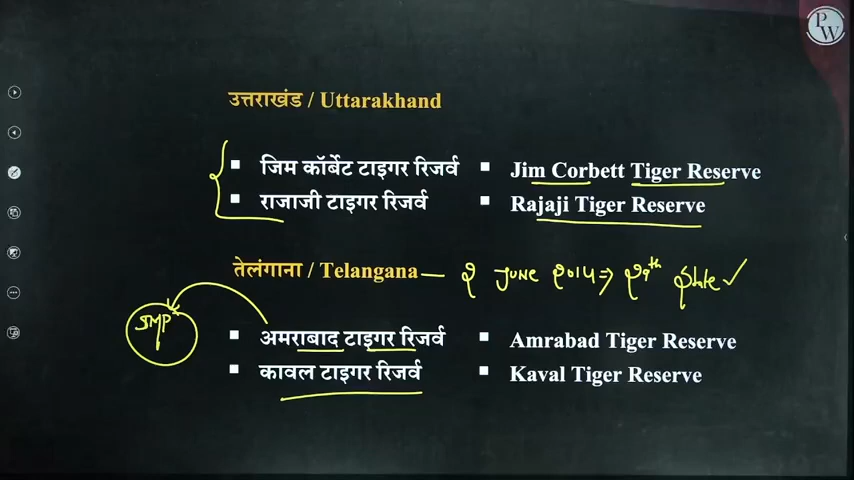 PW
उत्तराखंड / Uttarakhand
जिम कॉर्बेट टाइगर रिजर्व ▪ Jim Corbett Tiger Reserve
राजाजी टाइगर रिजर्व ▪ Rajaji Tiger Reserve
तेलंगाना / Telangana — 2 JUNE 2014 ⇒ 29th State ✓
IMP
अमराबाद टाइगर रिजर्व ▪ Amrabad Tiger Reserve
कावल टाइगर रिजर्व ▪ Kaval Tiger Reserve